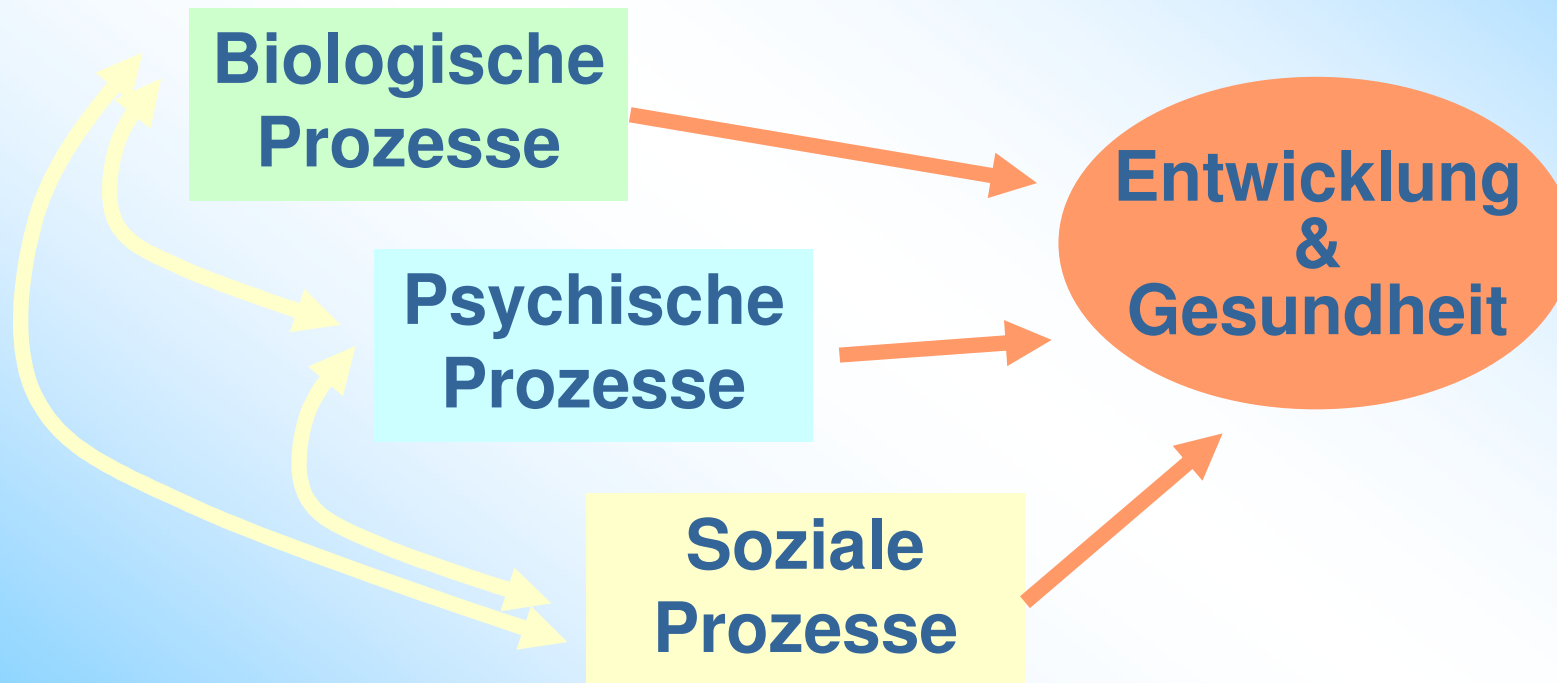 Biologische
Prozesse
Entwicklung
&
Gesundheit
Psychische
Prozesse
Soziale
Prozesse